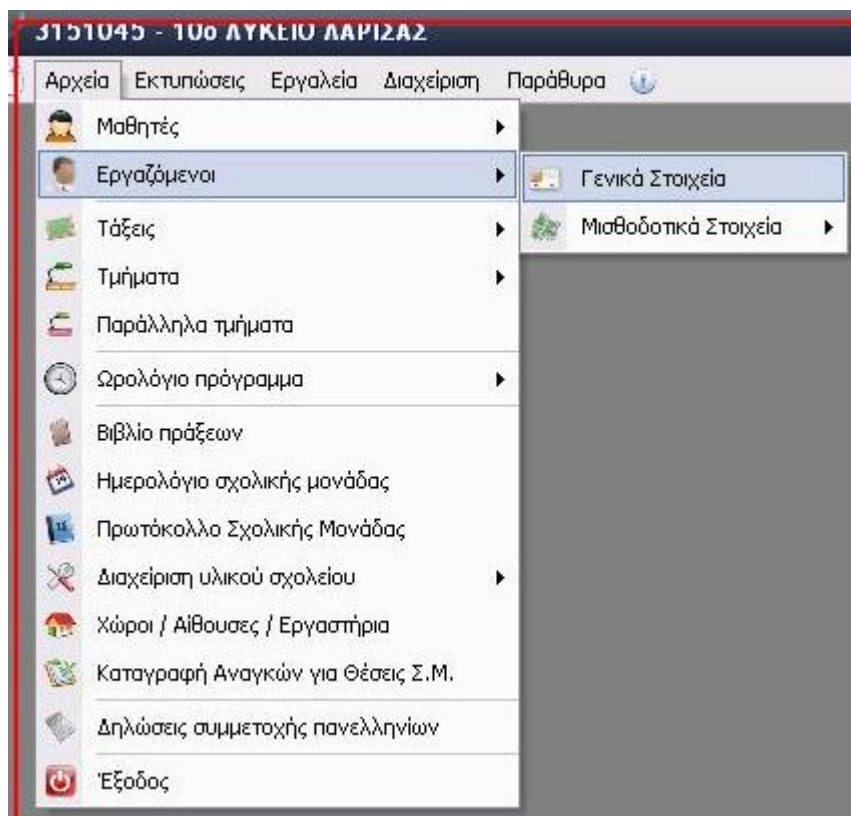 3151045 - 10ο ΛΥΚΕΙΟ ΛΑΡΙΣΑΣ
Αρχεία Εκτυπώσεις Εργαλεία Διαχείριση Παράθυρα
Μαθητές
Εργαζόμενοι
Γενικά Στοιχεία
Τάξεις
Μισθοδοτικά Στοιχεία
Τμήματα
Παράλληλα τμήματα
Ωρολόγιο πρόγραμμα
Βιβλίο πράξεων
Ημερολόγιο σχολικής μονάδας
Πρωτόκολλο Σχολικής Μονάδας
Διαχείριση υλικού σχολείου
Χώροι / Αίθουσες / Εργαστήρια
Καταγραφή Αναγκών για Θέσεις Σ.Μ.
Δηλώσεις συμμετοχής πανελληνίων
Έξοδος